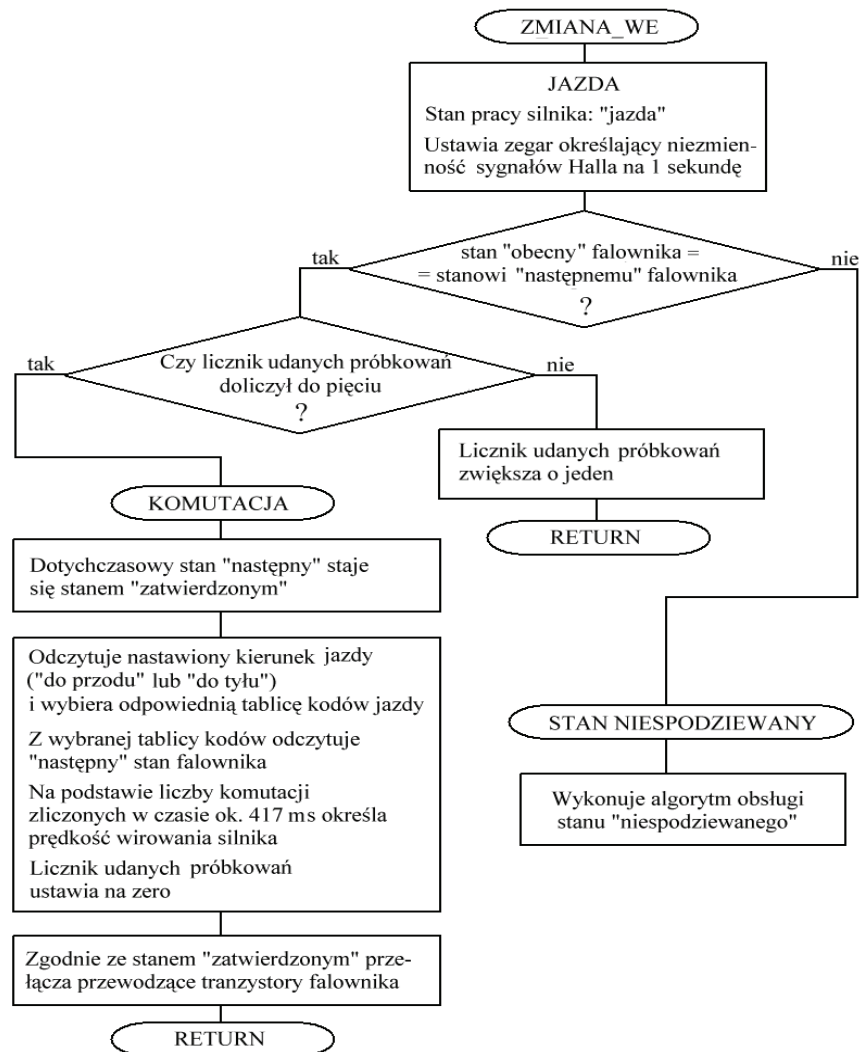 ZMIANA_WE
JAZDA
Stan pracy silnika: "jazda"
Ustawia zegar określający niezmien-
ność sygnałów Halla na 1 sekundę
stan "obecny" falownika =
= stanowi "następnemu" falownika
?
tak
nie
Czy licznik udanych próbkowań
doliczył do pięciu
?
tak
nie
Licznik udanych próbkowań
zwiększa o jeden
RETURN
KOMUTACJA
Dotychczasowy stan "następny" staje
się stanem "zatwierdzonym"
Odczytuje nastawiony kierunek jazdy
("do przodu" lub "do tyłu")
i wybiera odpowiednią tablicę kodów jazdy
Z wybranej tablicy kodów odczytuje
"następny" stan falownika
Na podstawie liczby komutacji
zliczonych w czasie ok. 417 ms określa
prędkość wirowania silnika
Licznik udanych próbkowań
ustawia na zero
Zgodnie ze stanem "zatwierdzonym" prze-
łącza przewodzące tranzystory falownika
RETURN
STAN NIESPODZIEWANY
Wykonuje algorytm obsługi
stanu "niespodziewanego"